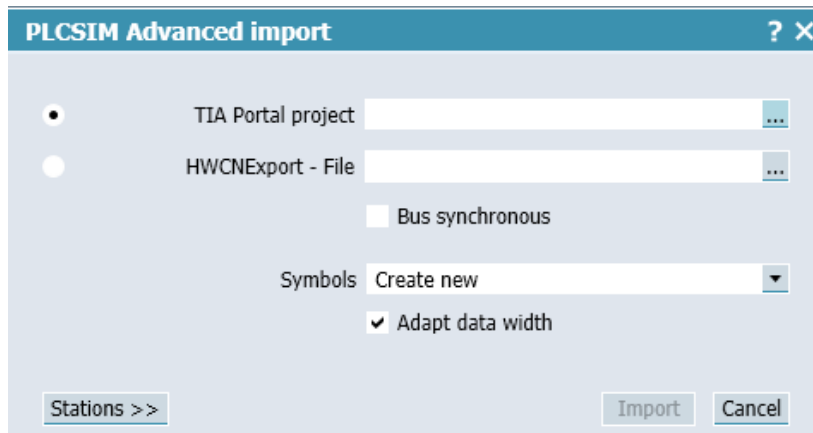 PLCSIM Advanced import ? ×
TIA Portal project ...
HWCNExport - File ...
Bus synchronous
Symbols Create new
Adapt data width
Stations >> Import Cancel